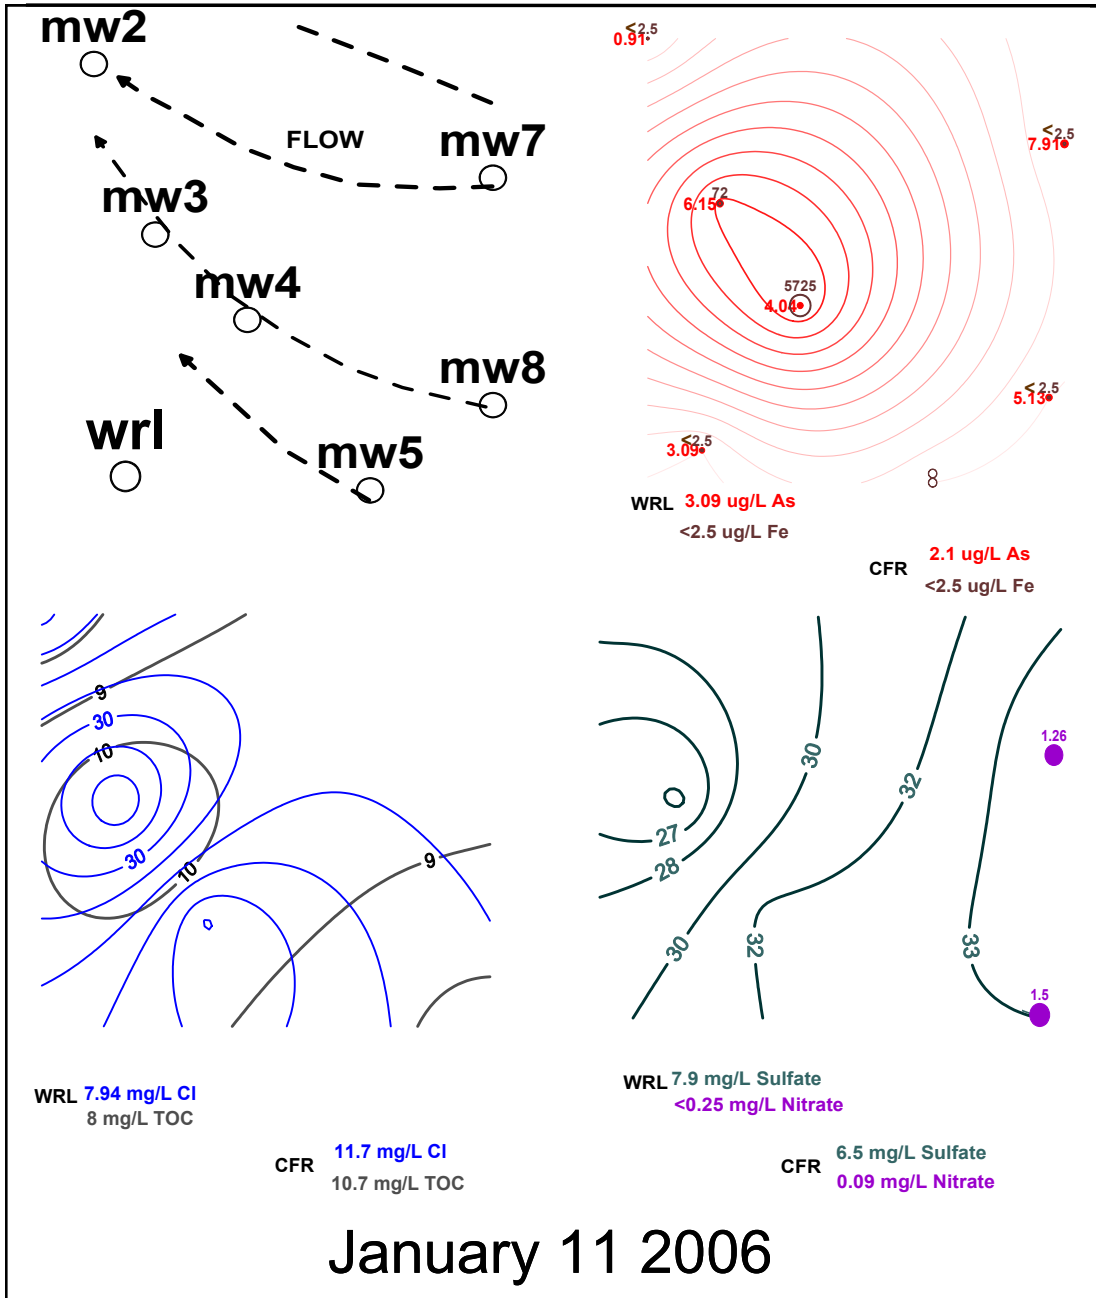 mw2
FLOW
mw7
mw3
mw4
mw8
wrl
mw5
<2.5
0.91
<2.5
7.91
72
6.15
5725
4.04
<2.5
5.13
<2.5
3.09
8
WRL 3.09 ug/L As
<2.5 ug/L Fe
CFR 2.1 ug/L As
<2.5 ug/L Fe
9
30
10
30
10
9
WRL 7.94 mg/L Cl
8 mg/L TOC
CFR 11.7 mg/L Cl
10.7 mg/L TOC
30
32
27
28
30
32
33
1.26
1.5
WRL 7.9 mg/L Sulfate
<0.25 mg/L Nitrate
CFR 6.5 mg/L Sulfate
0.09 mg/L Nitrate
January 11 2006